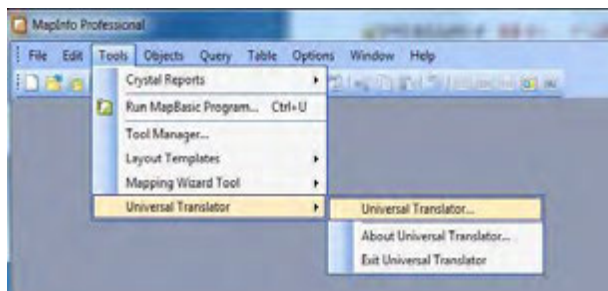 MapInfo Professional
File Edit Tools Objects Query Table Options Window Help
Crystal Reports
Run MapBasic Program... Ctrl+U
Tool Manager...
Layout Templates
Mapping Wizard Tool
Universal Translator
Universal Translator...
About Universal Translator...
Exit Universal Translator